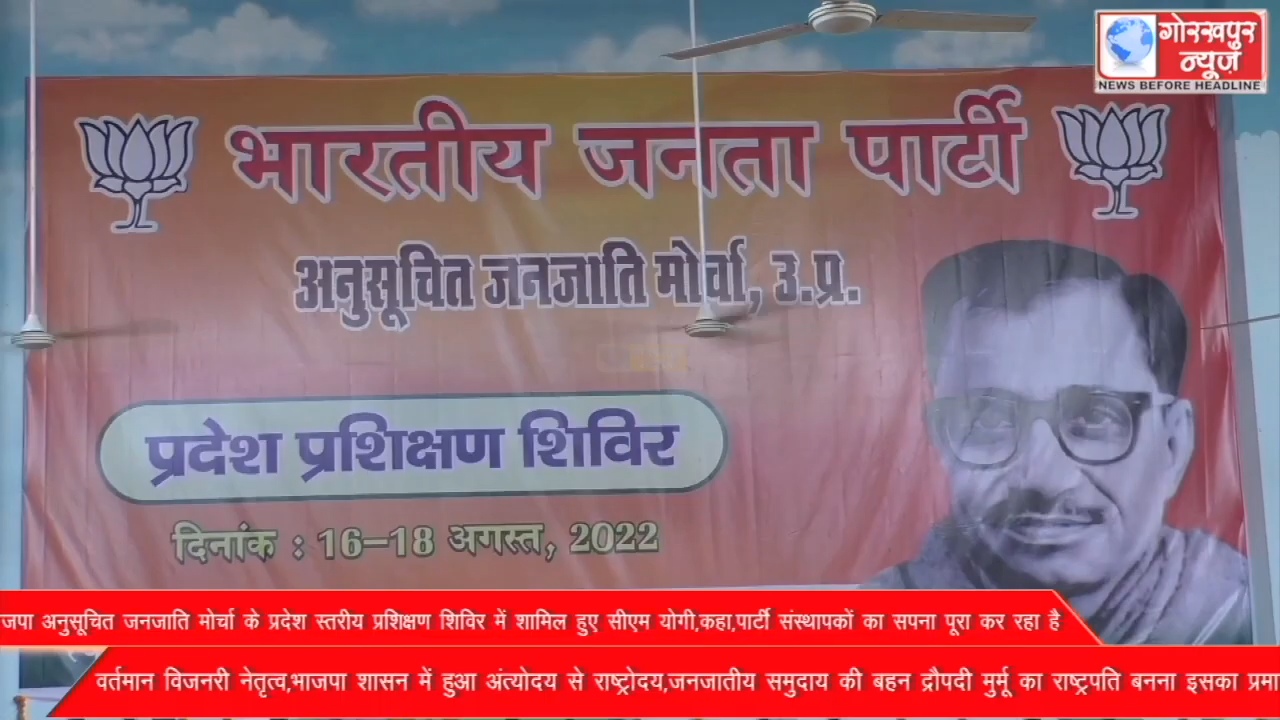 गोरखपुर
न्यूज़
NEWS BEFORE HEADLINE
भारतीय जनता पार्टी
अनुसूचित जनजाति मोर्चा, उ.प्र.
प्रदेश प्रशिक्षण शिविर
दिनांक : 16–18 अगस्त, 2022
जपा अनुसूचित जनजाति मोर्चा के प्रदेश स्तरीय प्रशिक्षण शिविर में शामिल हुए सीएम योगी,कहा,पार्टी संस्थापकों का सपना पूरा कर रहा है
वर्तमान विजनरी नेतृत्व,भाजपा शासन में हुआ अंत्योदय से राष्ट्रोदय,जनजातीय समुदाय की बहन द्रौपदी मुर्मू का राष्ट्रपति बनना इसका प्रमा